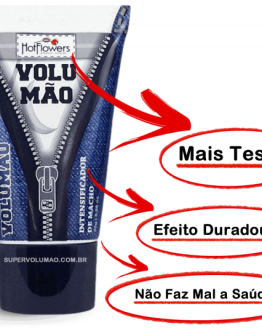 HotFlowers
VOLU
MÃO
VOLUMÃO
INTENSIFICADOR
DE MACHO
SUPERVOLUMAO.COM.BR
Mais Tes
Efeito Duradou
Não Faz Mal a Saúd